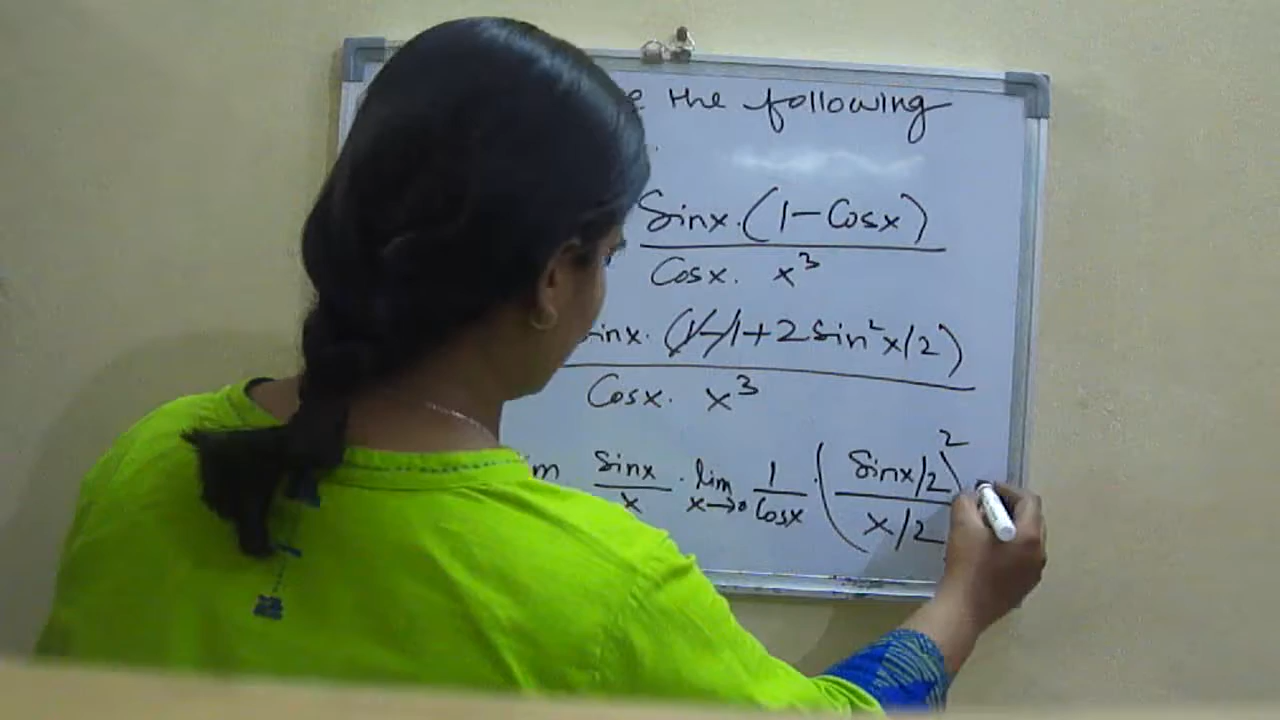 the following
Sinx.(1-Cosx)
Cosx. x³
(1-1+2Sin²x/2)
Cosx. x³
sinx/x . lim x→0 1/Cosx . (Sinx/2 / x/2)²